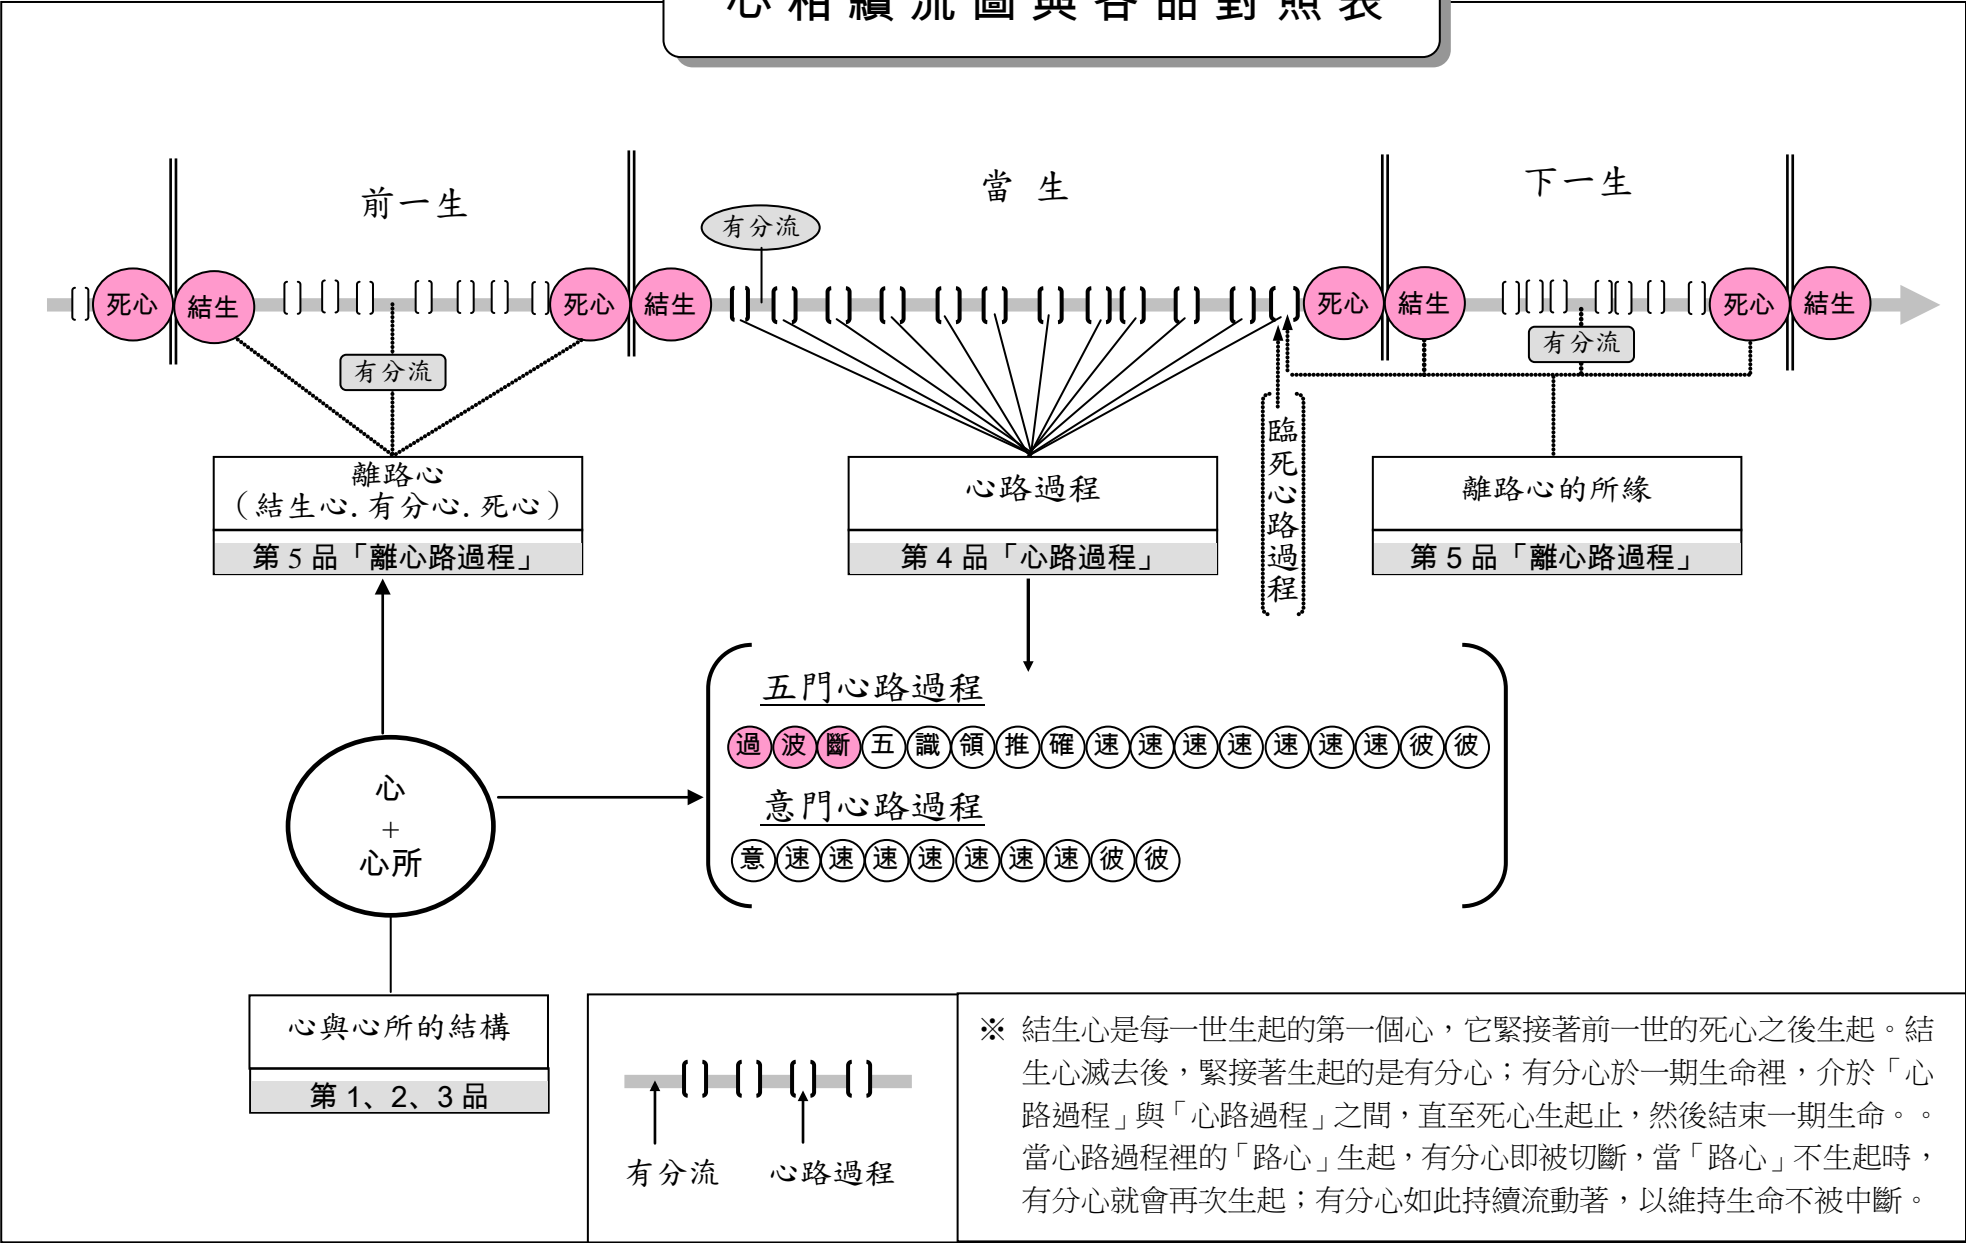 心相續流圖與各品對照表
前一生
當 生
下一生
有分流
死心
結生
死心
結生
死心
結生
死心
結生
有分流
有分流
離路心
（結生心．有分心．死心）
第 5 品「離心路過程」
心路過程
第 4 品「心路過程」
臨死心路過程
離路心的所緣
第 5 品「離心路過程」
五門心路過程
過 波 斷 五 識 領 推 確 速 速 速 速 速 速 速 彼 彼
意門心路過程
意 速 速 速 速 速 速 速 彼 彼
心
+
心所
心與心所的結構
第 1、2、3 品
有分流
心路過程
※ 結生心是每一世生起的第一個心，它緊接著前一世的死心之後生起。結
生心滅去後，緊接著生起的是有分心；有分心於一期生命裡，介於「心
路過程」與「心路過程」之間，直至死心生起止，然後結束一期生命。。
當心路過程裡的「路心」生起，有分心即被切斷，當「路心」不生起時，
有分心就會再次生起；有分心如此持續流動著，以維持生命不被中斷。